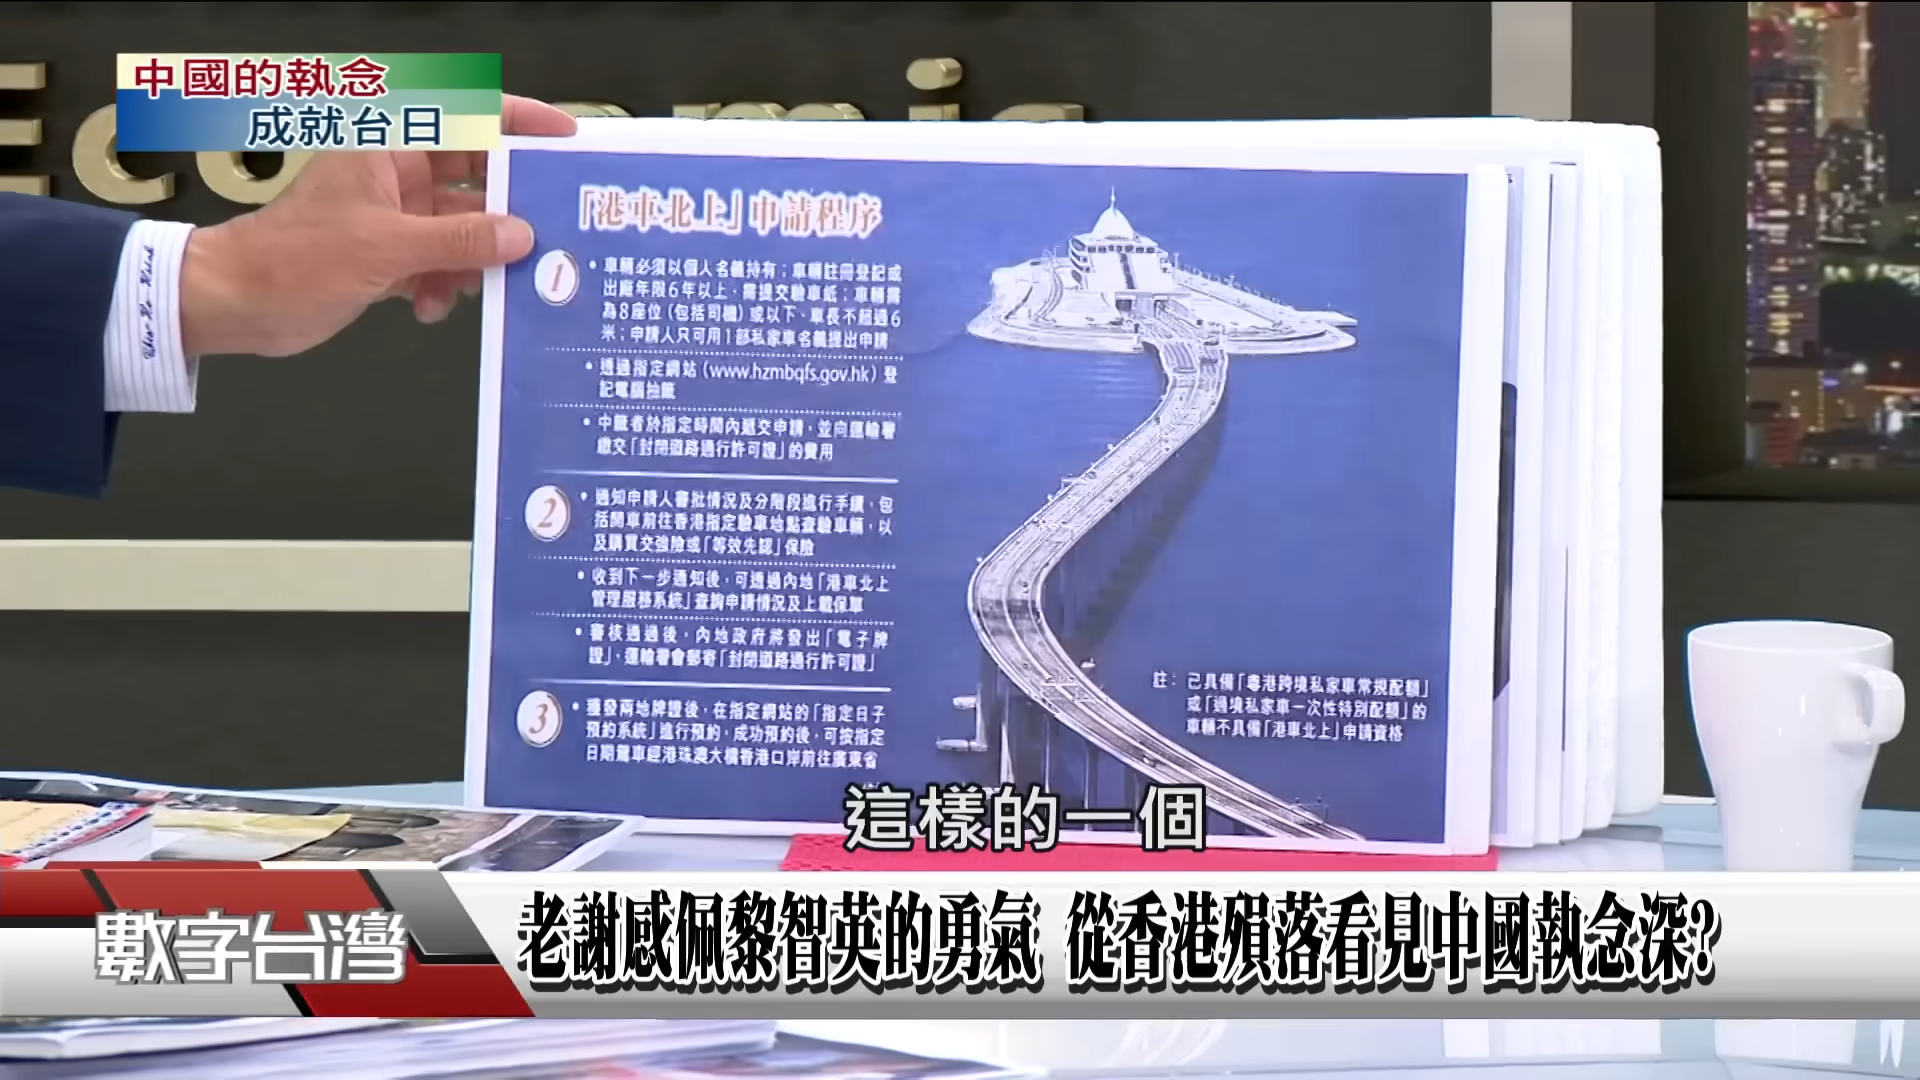 中國的執念
成就台日
「港車北上」申請程序
1
• 車輛必須以個人名義持有；車輛註冊登記或
出廠年限6年以上，需提交驗車紙；車輛需
為8座位（包括司機）或以下、車長不超過6
米；申請人只可用1部私家車名義提出申請
• 透過指定網站（www.hzmbqfs.gov.hk）登
記電腦抽籤
• 中籤者於指定時間內遞交申請，並向運輸署
繳交「封閉道路通行許可證」的費用
2
• 通知申請人審批情況及分階段進行手續，包
括開車前往香港指定驗車地點查驗車輛，以
及購買交強險或「等效先認」保險
• 收到下一步通知後，可透過內地「港車北上
管理服務系統」查詢申請情況及上載保單
• 審核通過後，內地政府將發出「電子牌
證」，運輸署會郵寄「封閉道路通行許可證」
3
• 獲發兩地牌證後，在指定網站的「指定日子
預約系統」進行預約，成功預約後，可按指定
日期駕車經港珠澳大橋香港口岸前往廣東省
註： 已具備「粵港跨境私家車常規配額」
或「過境私家車一次性特別配額」的
車輛不具備「港車北上」申請資格
這樣的一個
數字台灣
老謝感佩黎智英的勇氣 從香港殞落看見中國執念深?